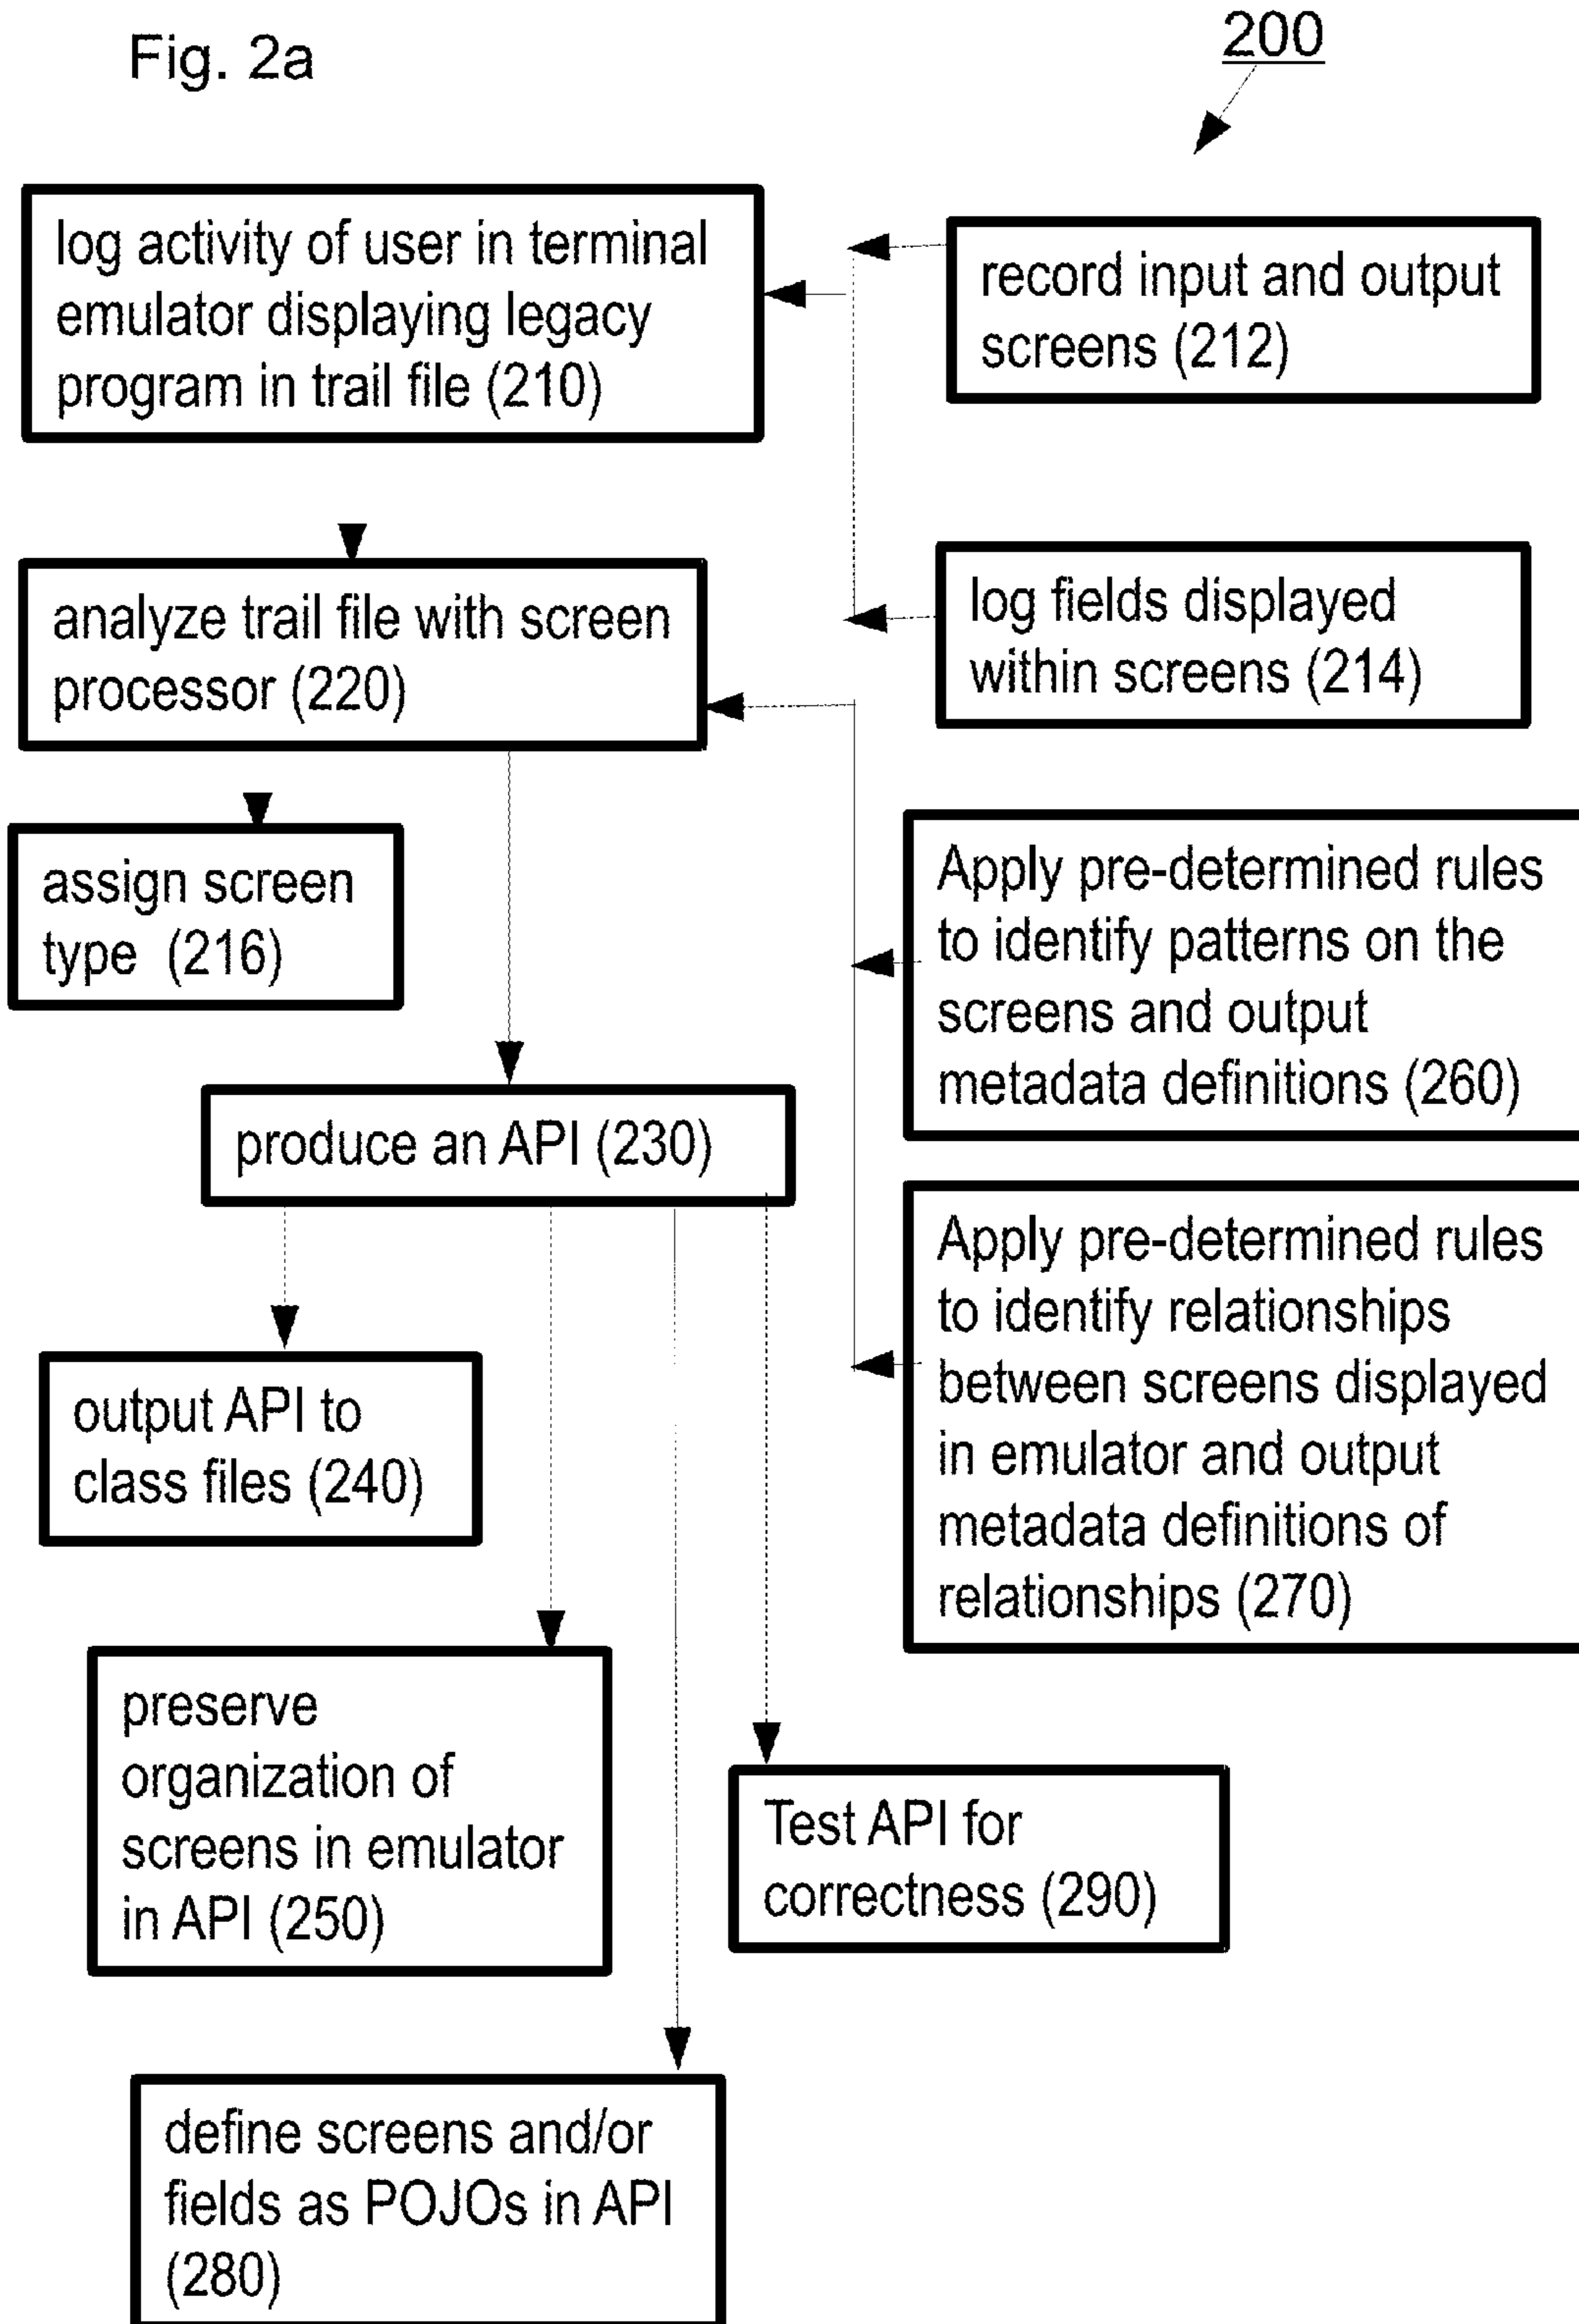 Fig. 2a
200
log activity of user in terminal
emulator displaying legacy
program in trail file (210)
record input and output
screens (212)
analyze trail file with screen
processor (220)
log fields displayed
within screens (214)
assign screen
type (216)
Apply pre-determined rules
to identify patterns on the
screens and output
metadata definitions (260)
produce an API (230)
Apply pre-determined rules
to identify relationships
between screens displayed
in emulator and output
metadata definitions of
relationships (270)
output API to
class files (240)
preserve
organization of
screens in emulator
in API (250)
Test API for
correctness (290)
define screens and/or
fields as POJOs in API
(280)